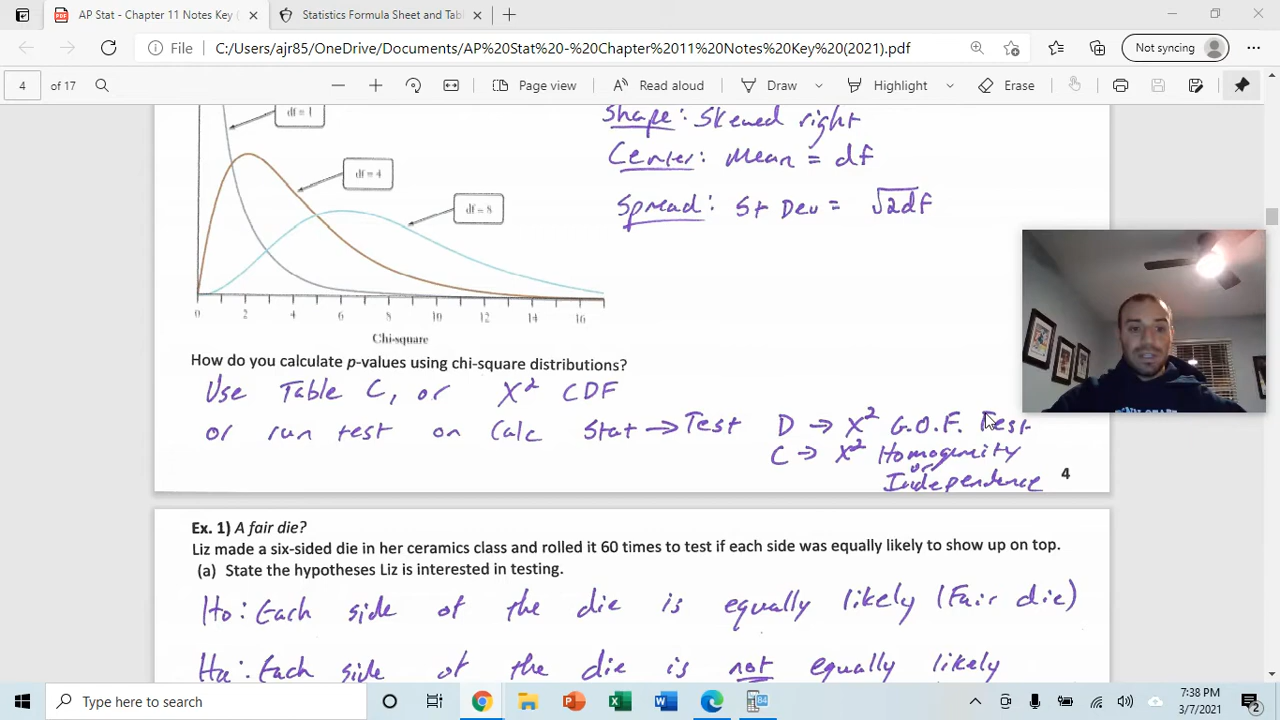 AP Stat - Chapter 11 Notes Key (
Statistics Formula Sheet and Tabl
File
C:/Users/ajr85/OneDrive/Documents/AP%20Stat%20-%20Chapter%2011%20Notes%20Key%20(2021).pdf
Not syncing
4 of 17
Page view
Read aloud
Draw
Highlight
Erase
df = 1
df = 4
df = 8
0 2 4 6 8 10 12 14 16
Chi-square
Shape: Skewed right
Center: Mean = df
Spread: St Dev = √2df
How do you calculate p-values using chi-square distributions?
Use Table C, or X² CDF
or run test on Calc Stat → Test D → X² G.O.F. Test
C → X² Homogeneity
or
Independence
4
Ex. 1) A fair die?
Liz made a six-sided die in her ceramics class and rolled it 60 times to test if each side was equally likely to show up on top.
(a) State the hypotheses Liz is interested in testing.
Ho: Each side of the die is equally likely (Fair die)
Ha: Each side of the die is not equally likely
Type here to search
84
7:38 PM
3/7/2021
2